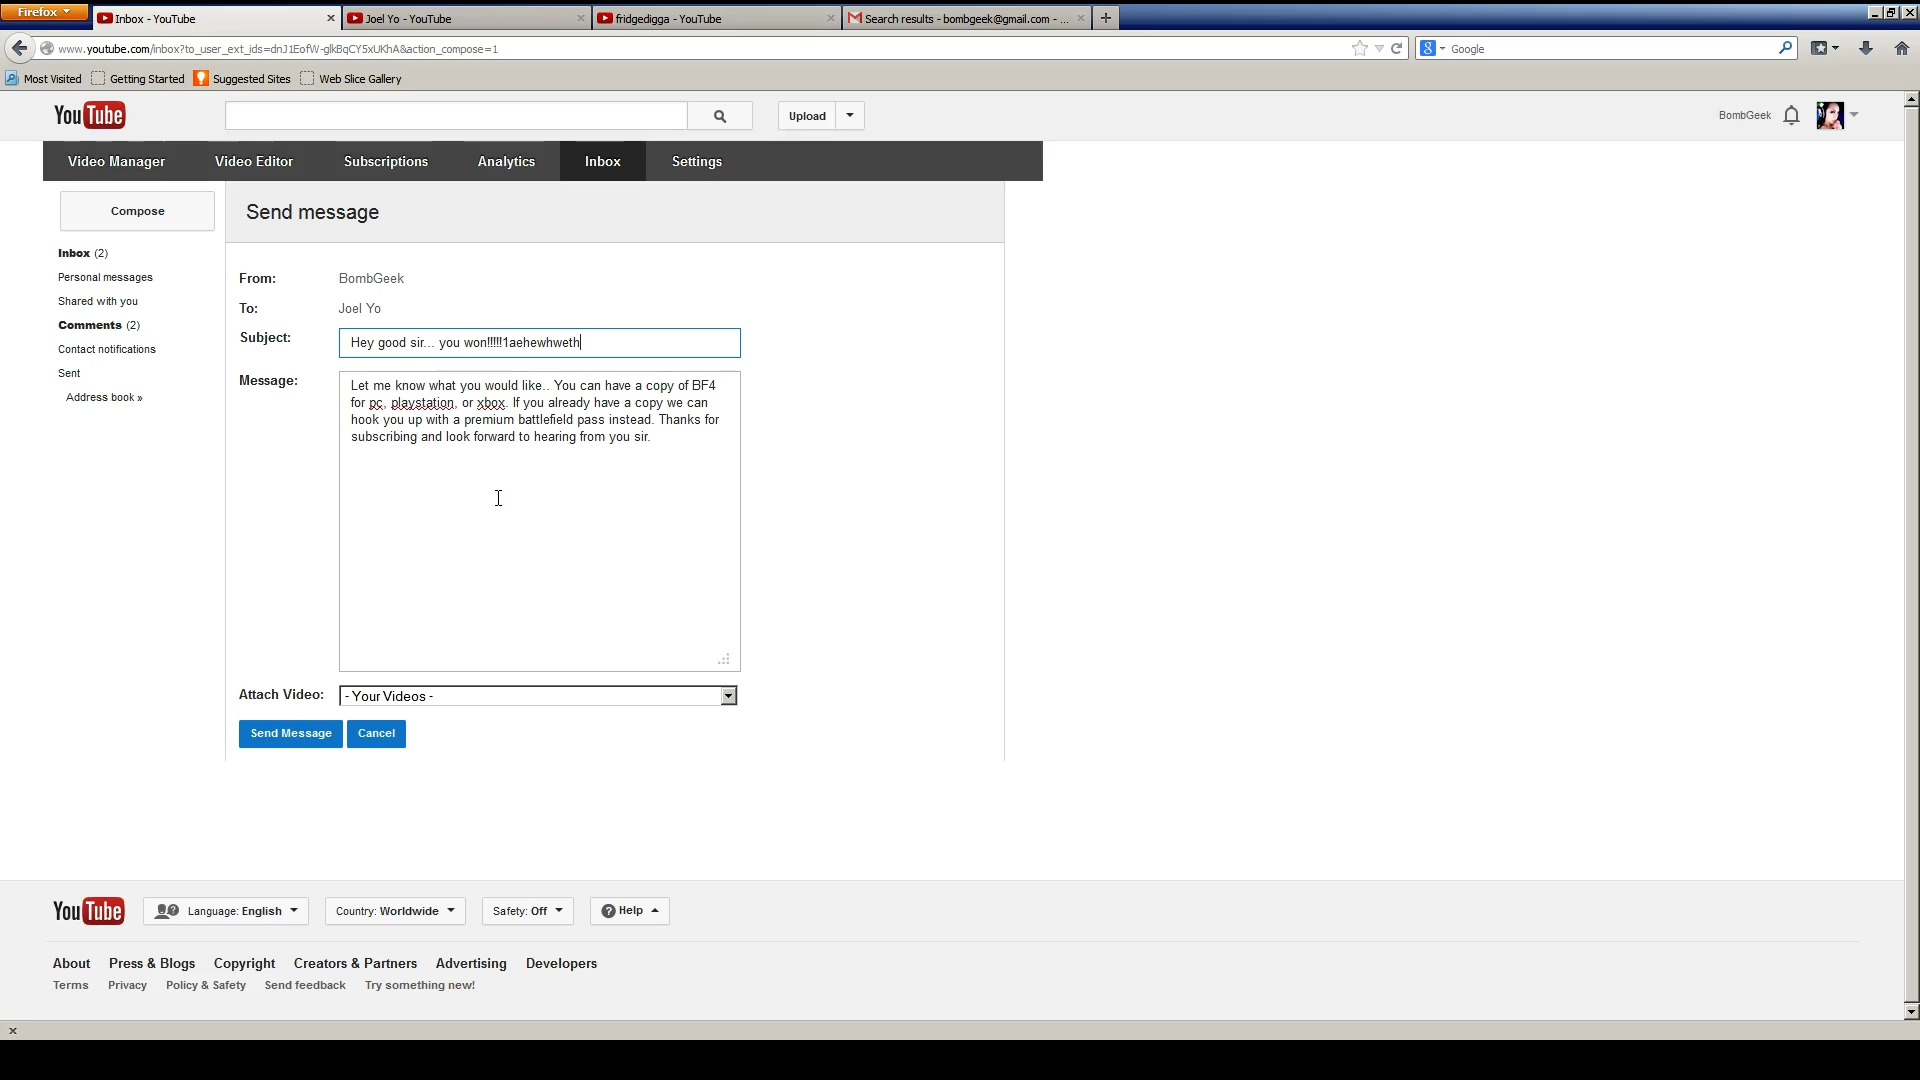 Firefox
Inbox - YouTube
Joel Yo - YouTube
fridgedigga - YouTube
Search results - bombgeek@gmail.com - ...
www.youtube.com/inbox?to_user_ext_ids=dnJ1EofW-glkBqCY5xUKhA&action_compose=1
Google
Most Visited
Getting Started
Suggested Sites
Web Slice Gallery
YouTube
Upload
BombGeek
Video Manager
Video Editor
Subscriptions
Analytics
Inbox
Settings
Compose
Send message
Inbox (2)
Personal messages
Shared with you
Comments (2)
Contact notifications
Sent
Address book »
From: BombGeek
To: Joel Yo
Subject: Hey good sir... you won!!!!!1aehewhweth
Message:
Let me know what you would like.. You can have a copy of BF4
for pc, playstation, or xbox. If you already have a copy we can
hook you up with a premium battlefield pass instead. Thanks for
subscribing and look forward to hearing from you sir.
Attach Video: - Your Videos -
Send Message
Cancel
YouTube
Language: English
Country: Worldwide
Safety: Off
Help
About Press & Blogs Copyright Creators & Partners Advertising Developers
Terms Privacy Policy & Safety Send feedback Try something new!